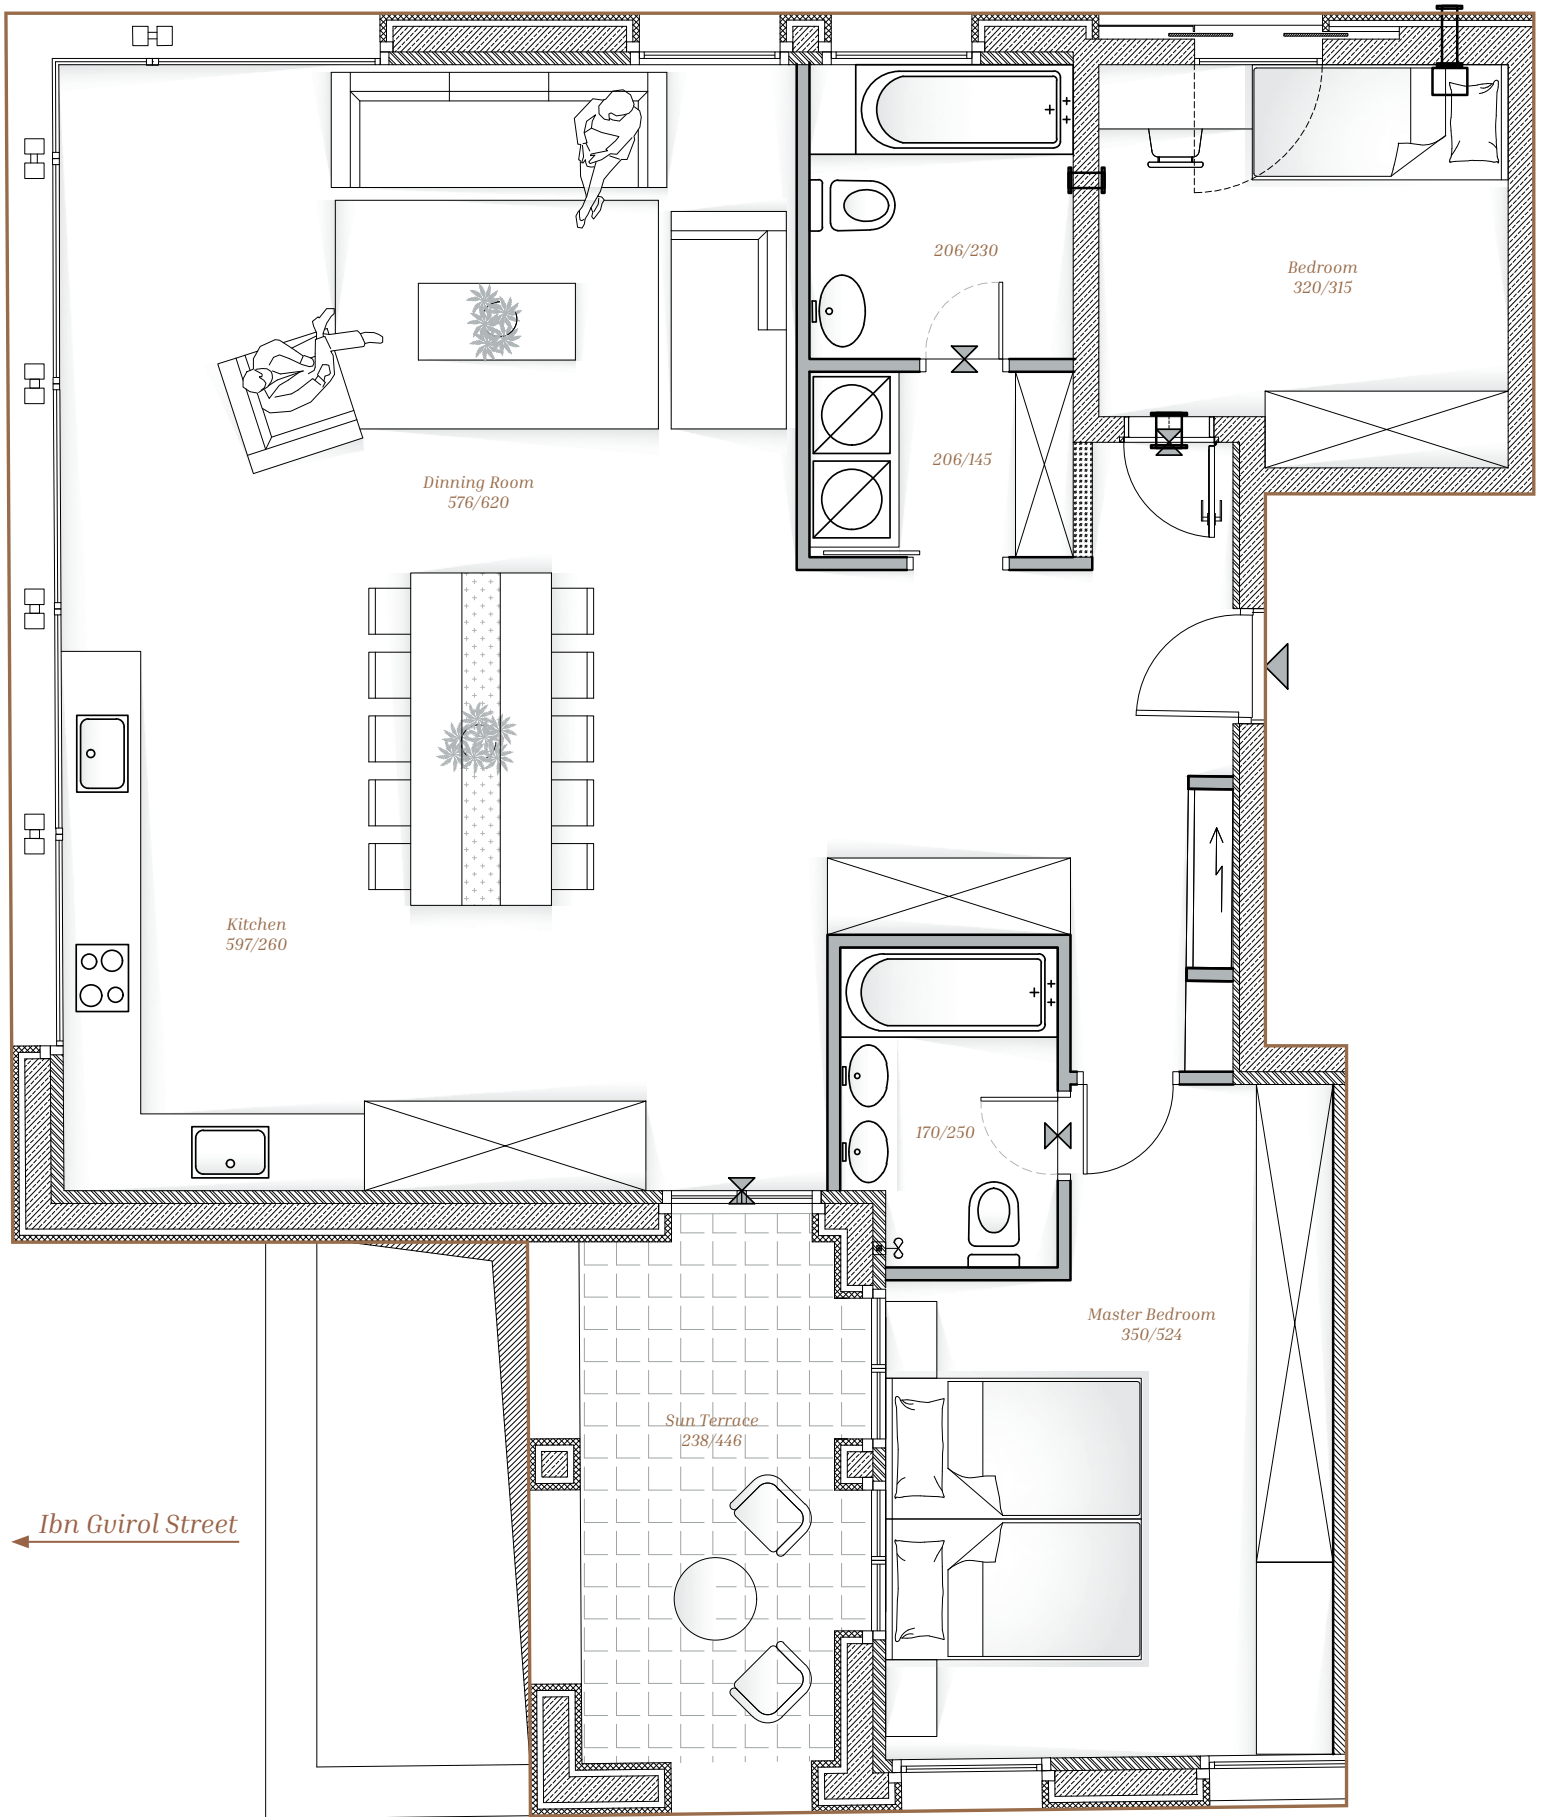 206/230
Bedroom
320/315
206/145
Dinning Room
576/620
Kitchen
597/260
170/250
Master Bedroom
350/524
Sun Terrace
238/446
Ibn Gvirol Street